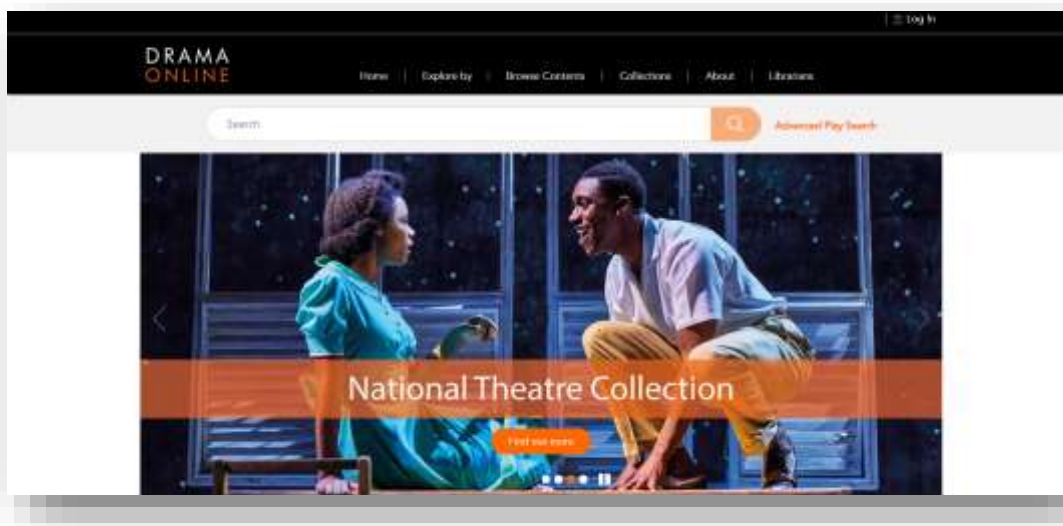 Log In
DRAMA
ONLINE
Home | Explore by | Browse Contents | Collections | About | Librarians
Search
Advanced Play Search
National Theatre Collection
Find out more